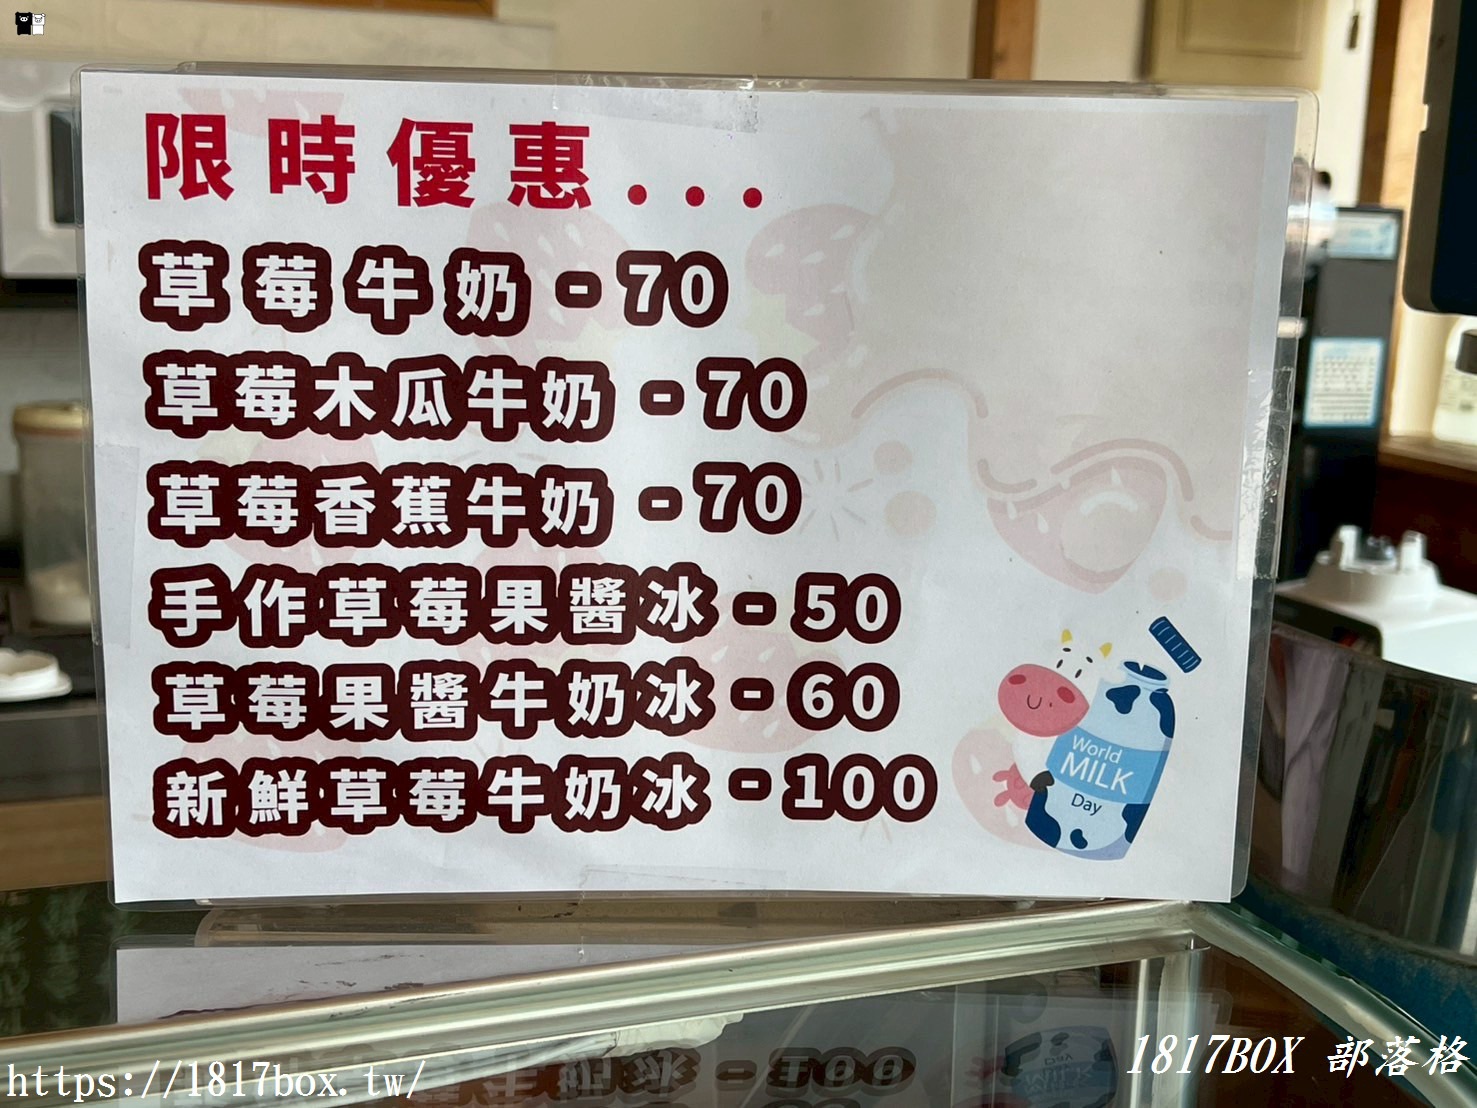 限時優惠...
草莓牛奶-70
草莓木瓜牛奶-70
草莓香蕉牛奶-70
手作草莓果醬冰-50
草莓果醬牛奶冰-60
新鮮草莓牛奶冰-100
World
MILK
Day
1817BOX 部落格
https://1817box.tw/